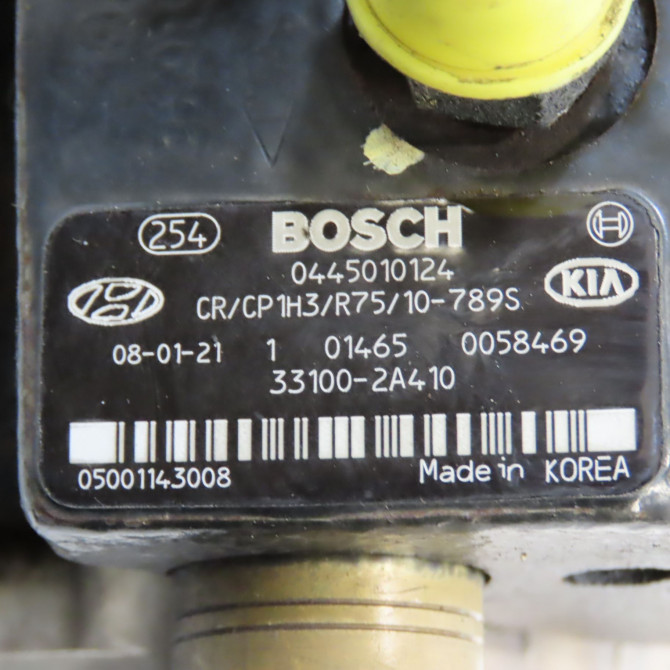 254 BOSCH
0445010124
CR/CP1H3/R75/10-789S KIA
08-01-21 1 01465 0058469
33100-2A410
05001143008 Made in KOREA